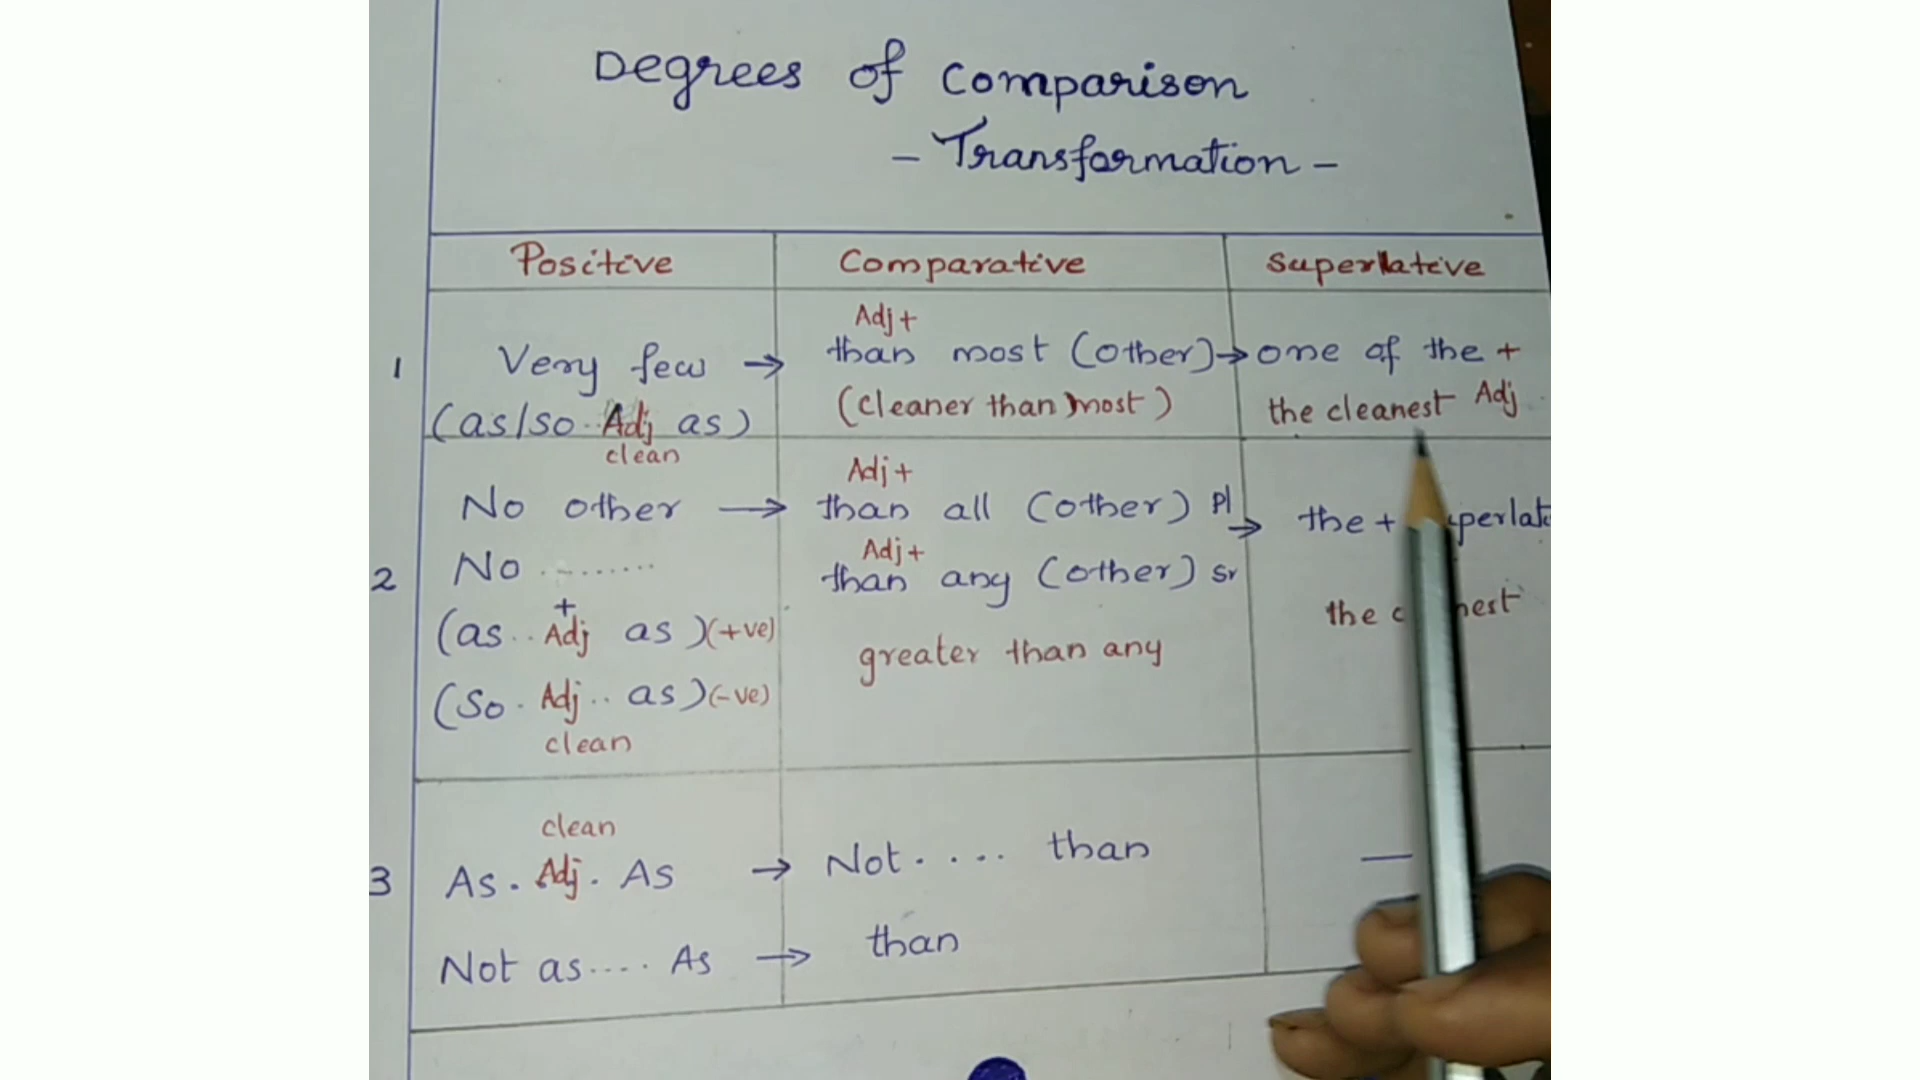 Degrees of Comparison
- Transformation -
Positive Comparative Superlative
1 Very few → Adj + than most (other) → one of the +
(as/so .. Adj as) (cleaner than most) the cleanest Adj
clean
No other → Adj + than all (other) pl → the +
2 No ......... Adj + than any (other) sr
(as .. + Adj as) (+ve) greater than any the
(So . Adj .. as) (-ve)
clean
clean
3 As . Adj . As → Not . . . . than —
Not as .... As → than